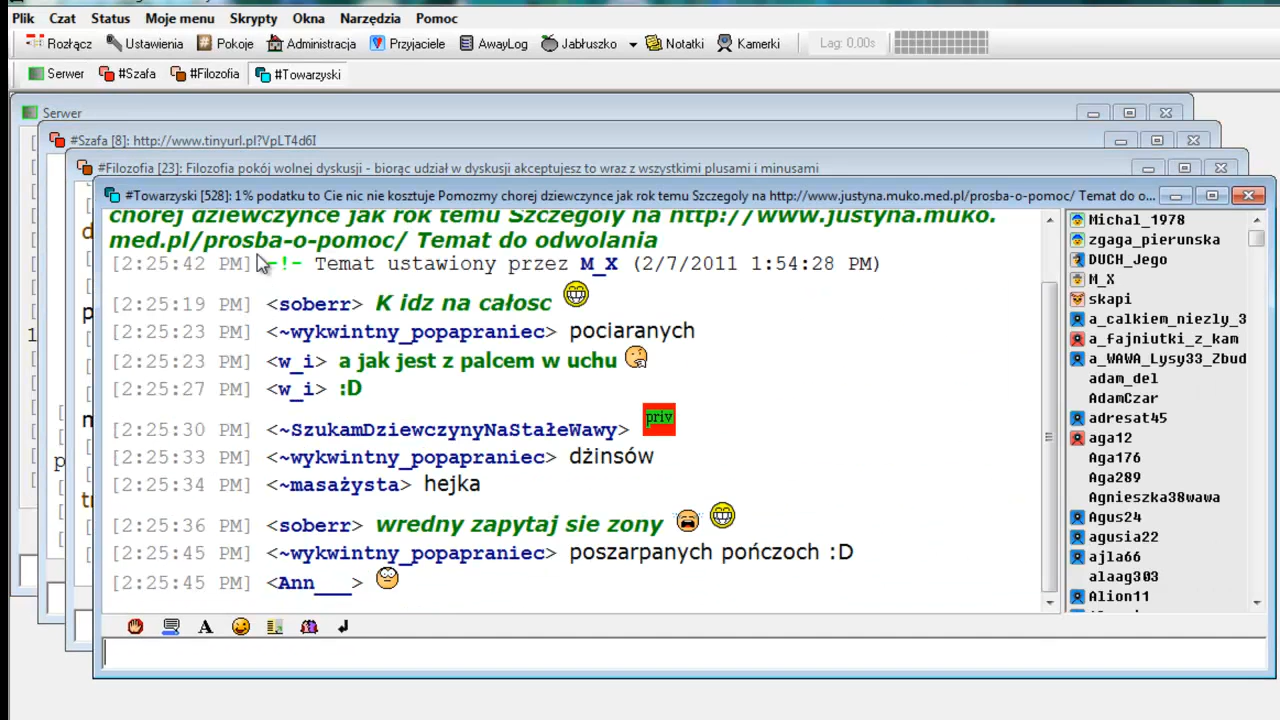 Plik Czat Status Moje menu Skrypty Okna Narzędzia Pomoc
Rozłącz Ustawienia Pokoje Administracja Przyjaciele AwayLog Jabłuszko Notatki Kamerki Lag: 0,00s
Serwer #Szafa #Filozofia #Towarzyski
Serwer
#Szafa [8]: http://www.tinyurl.pl?VpLT4d6I
#Filozofia [23]: Filozofia pokój wolnej dyskusji - biorąc udział w dyskusji akceptujesz to wraz z wszystkimi plusami i minusami
#Towarzyski [528]: 1% podatku to Cie nic nie kosztuje Pomozmy chorej dziewczynce jak rok temu Szczegoly na http://www.justyna.muko.med.pl/prosba-o-pomoc/ Temat do o...
chorej dziewczynce jak rok temu Szczegoly na http://www.justyna.muko.
med.pl/prosba-o-pomoc/ Temat do odwolania
[2:25:42 PM] -!- Temat ustawiony przez M_X (2/7/2011 1:54:28 PM)
[2:25:19 PM] <soberr> K idz na całosc
[2:25:23 PM] <~wykwintny_popapraniec> pociaranych
[2:25:23 PM] <w_i> a jak jest z palcem w uchu
[2:25:27 PM] <w_i> :D
[2:25:30 PM] <~SzukamDziewczynyNaStałeWawy> priv
[2:25:33 PM] <~wykwintny_popapraniec> dżinsów
[2:25:34 PM] <~masażysta> hejka
[2:25:36 PM] <soberr> wredny zapytaj sie zony
[2:25:45 PM] <~wykwintny_popapraniec> poszarpanych pończoch :D
[2:25:45 PM] <Ann___>
Michal_1978
zgaga_pierunska
DUCH_Jego
M_X
skapi
a_calkiem_niezly_3
a_fajniutki_z_kam
a_WAWA_Lysy33_Zbud
adam_del
AdamCzar
adresat45
aga12
Aga176
Aga289
Agnieszka38wawa
Agus24
agusia22
ajla66
alaag303
Alion11